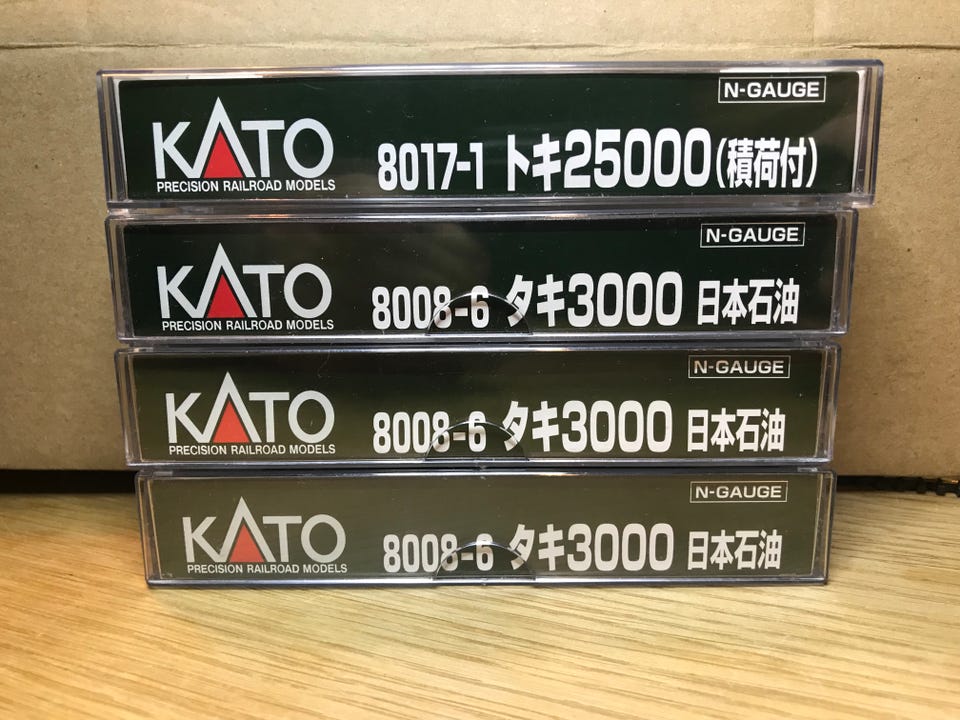 N-GAUGE
KATO 8017-1 トキ25000(積荷付)
PRECISION RAILROAD MODELS
N-GAUGE
KATO 8008-6 タキ3000 日本石油
PRECISION RAILROAD MODELS
N-GAUGE
KATO 8008-6 タキ3000 日本石油
PRECISION RAILROAD MODELS
N-GAUGE
KATO 8008-6 タキ3000 日本石油
PRECISION RAILROAD MODELS